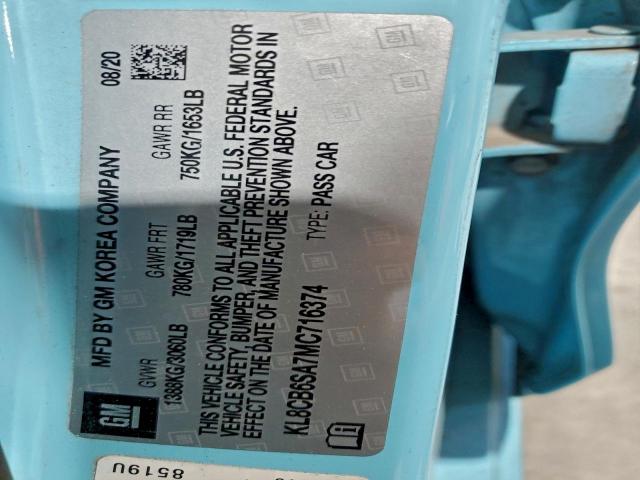 MFD BY GM KOREA COMPANY 08/20
GVWR GAWR FRT GAWR RR
1388KG/3060LB 780KG/1719LB 750KG/1653LB
THIS VEHICLE CONFORMS TO ALL APPLICABLE U.S. FEDERAL MOTOR
VEHICLE SAFETY, BUMPER, AND THEFT PREVENTION STANDARDS IN
EFFECT ON THE DATE OF MANUFACTURE SHOWN ABOVE.
KL8CB6SA7MC716374 TYPE: PASS CAR
GM
8519U